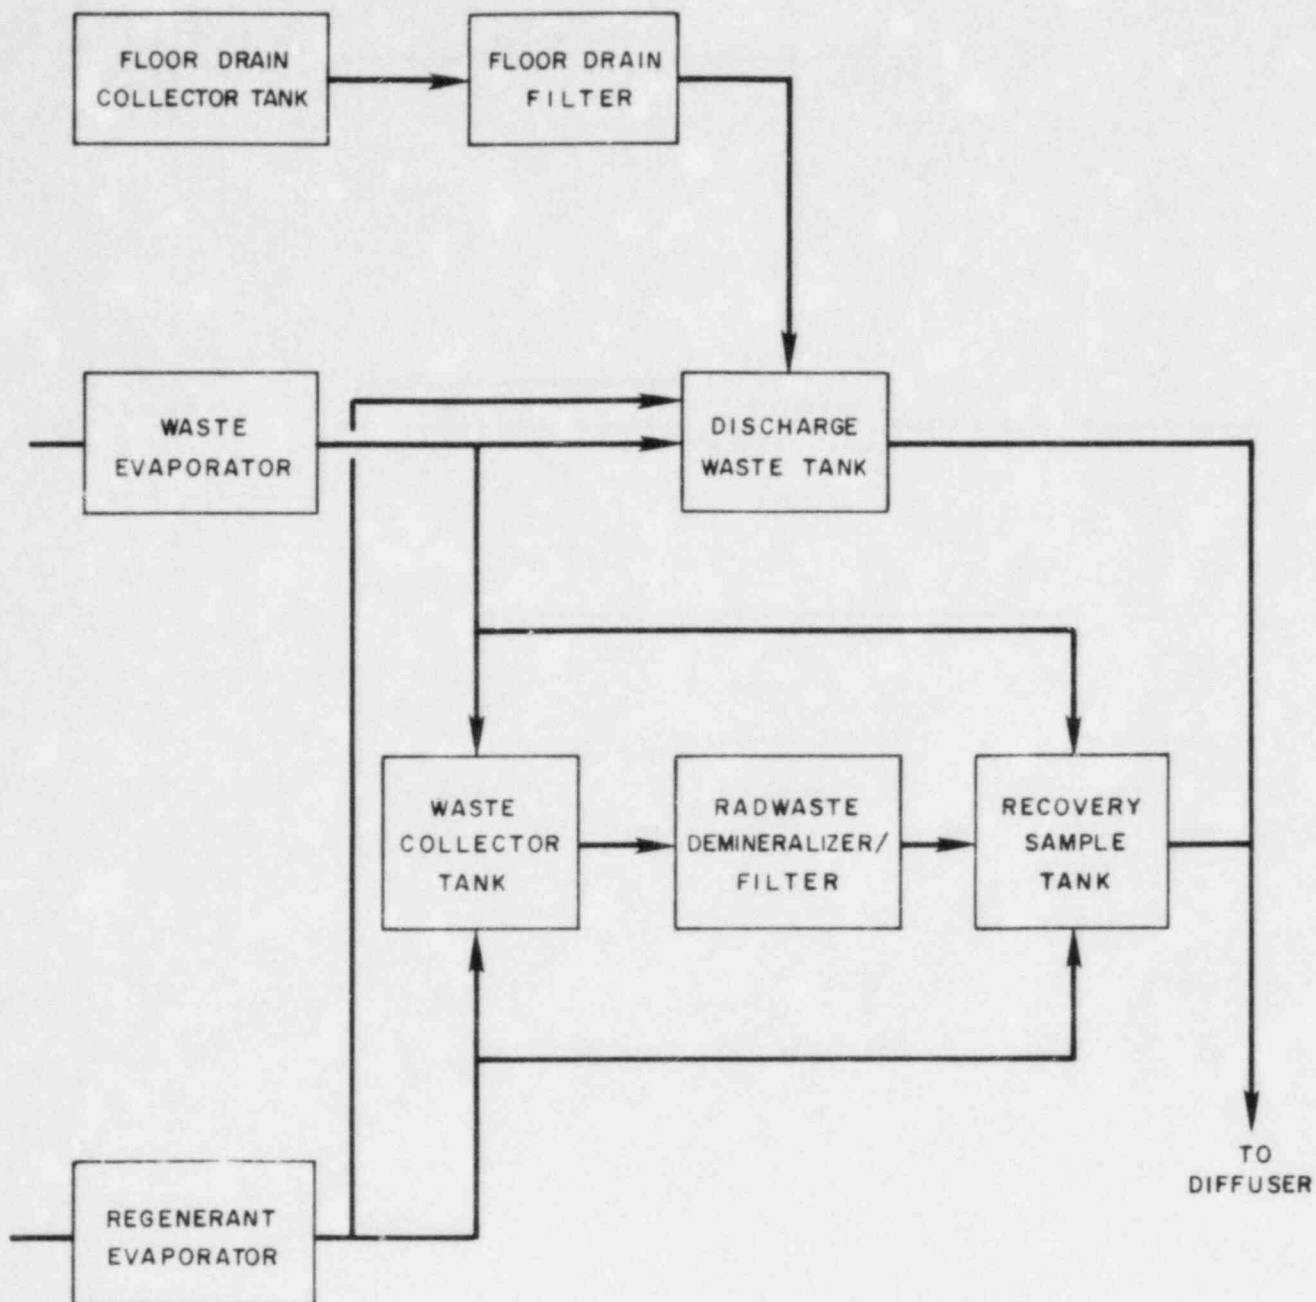 FLOOR DRAIN
COLLECTOR TANK
FLOOR DRAIN
FILTER
WASTE
EVAPORATOR
DISCHARGE
WASTE TANK
WASTE
COLLECTOR
TANK
RADWASTE
DEMINERALIZER/
FILTER
RECOVERY
SAMPLE
TANK
TO
DIFFUSER
REGENERANT
EVAPORATOR